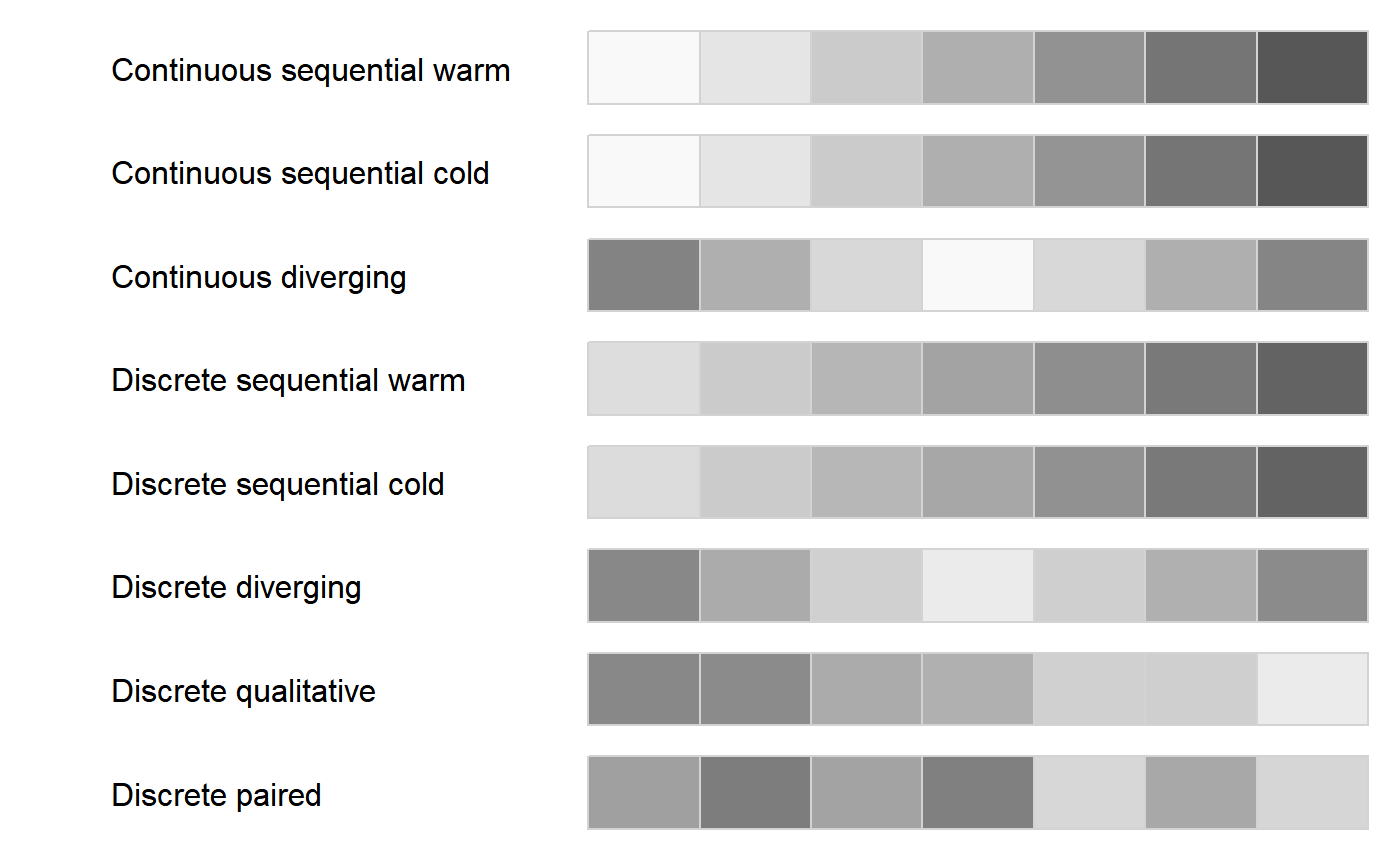 Continuous sequential warm
Continuous sequential cold
Continuous diverging
Discrete sequential warm
Discrete sequential cold
Discrete diverging
Discrete qualitative
Discrete paired